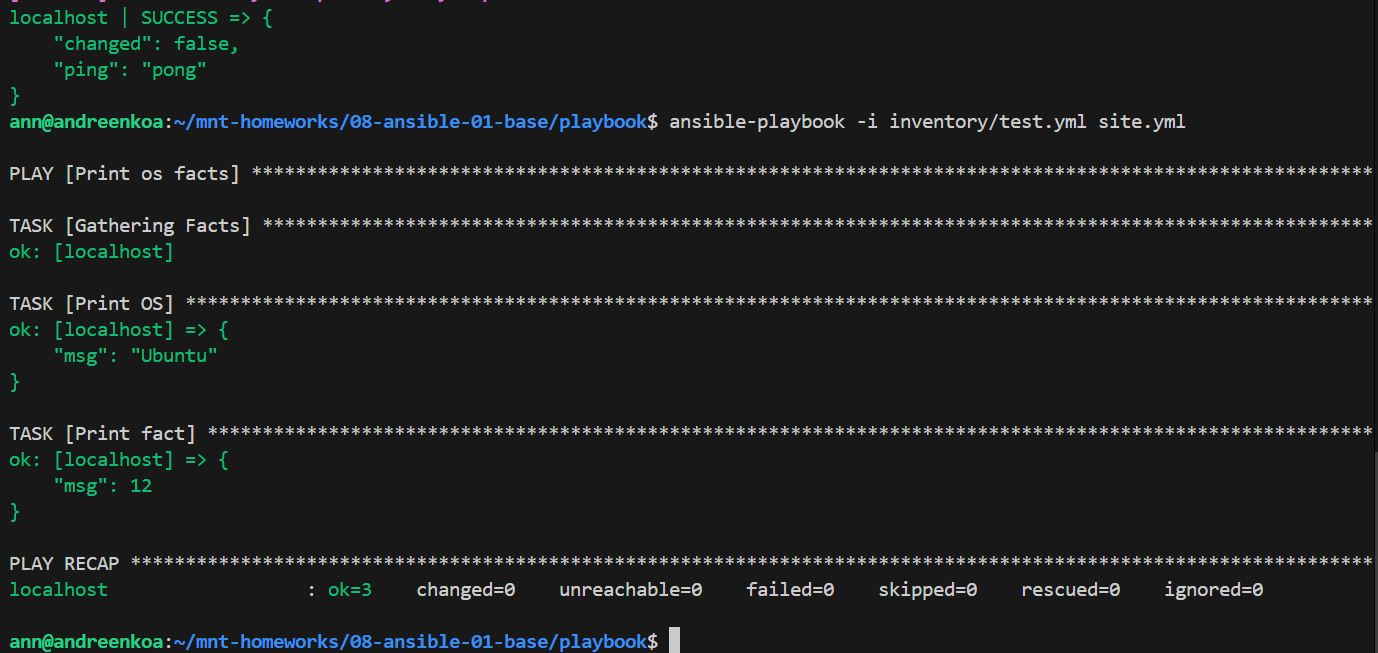 localhost | SUCCESS => {
    "changed": false,
    "ping": "pong"
}
ann@andreenkoa:~/mnt-homeworks/08-ansible-01-base/playbook$ ansible-playbook -i inventory/test.yml site.yml
PLAY [Print os facts] ******************************************************************************************************
TASK [Gathering Facts] *****************************************************************************************************
ok: [localhost]
TASK [Print OS] ************************************************************************************************************
ok: [localhost] => {
    "msg": "Ubuntu"
}
TASK [Print fact] **********************************************************************************************************
ok: [localhost] => {
    "msg": 12
}
PLAY RECAP *****************************************************************************************************************
localhost                  : ok=3    changed=0    unreachable=0    failed=0    skipped=0    rescued=0    ignored=0
ann@andreenkoa:~/mnt-homeworks/08-ansible-01-base/playbook$